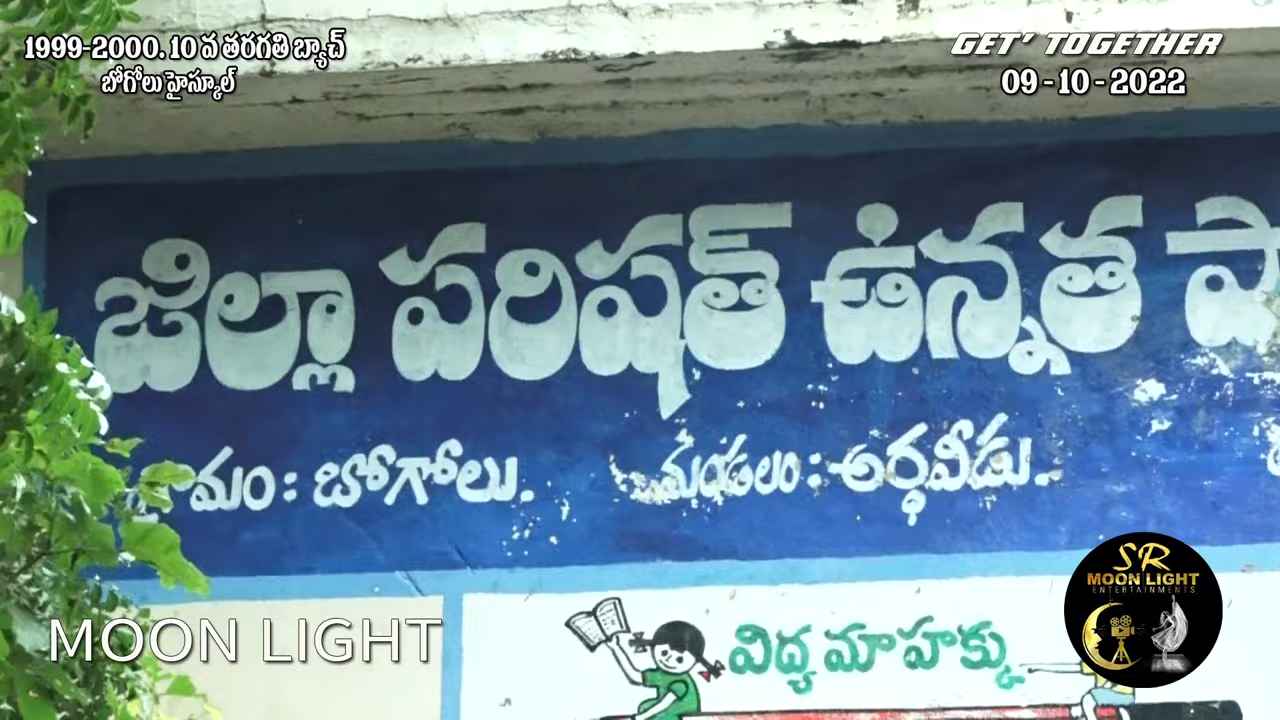 1999-2000. 10 వ తరగతి బ్యాచ్
బోగోలు హైస్కూల్
GET' TOGETHER
09-10-2022
జిల్లా పరిషత్ ఉన్నత
గ్రామం: బోగోలు. మండలం: అర్ధవీడు.
విద్య మా హక్కు
MOON LIGHT
SR
MOON LIGHT
ENTERTAINMENTS